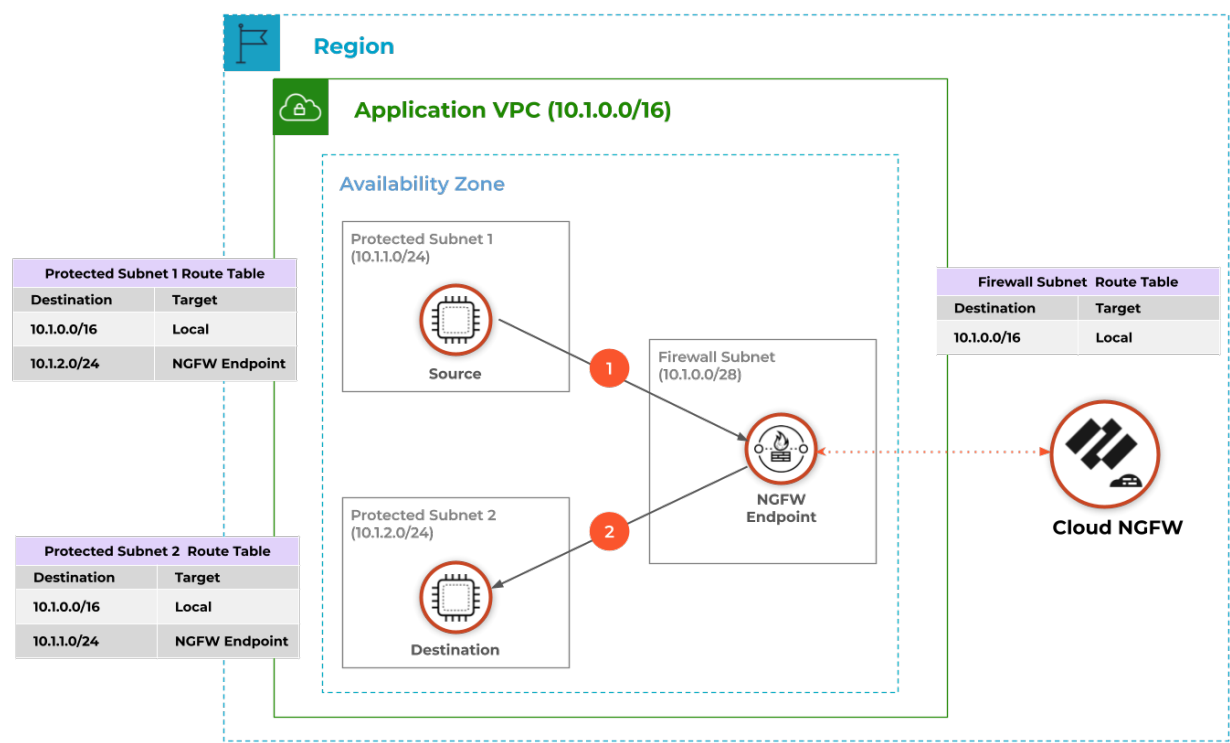 Region
Application VPC (10.1.0.0/16)
Availability Zone
Protected Subnet 1
(10.1.1.0/24)
Source
1
Firewall Subnet
(10.1.0.0/28)
NGFW
Endpoint
Protected Subnet 2
(10.1.2.0/24)
2
Destination
Protected Subnet 1 Route Table
Destination Target
10.1.0.0/16 Local
10.1.2.0/24 NGFW Endpoint
Protected Subnet 2 Route Table
Destination Target
10.1.0.0/16 Local
10.1.1.0/24 NGFW Endpoint
Firewall Subnet Route Table
Destination Target
10.1.0.0/16 Local
Cloud NGFW